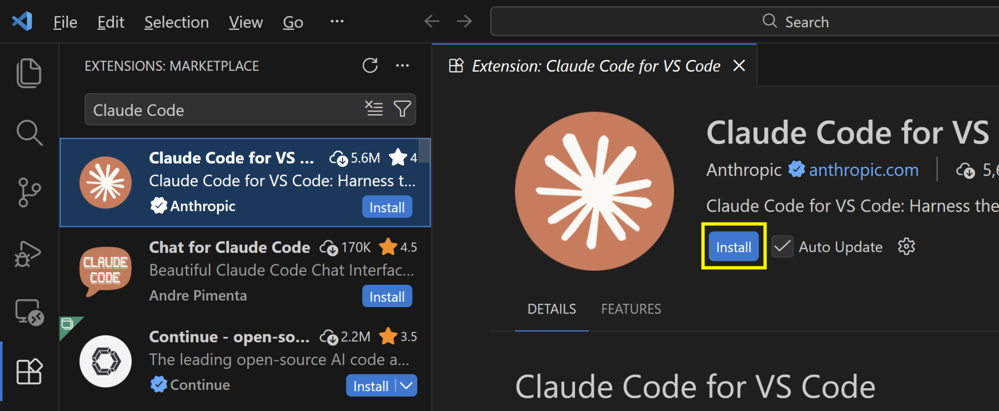 File Edit Selection View Go ···
Search
EXTENSIONS: MARKETPLACE
Claude Code
Claude Code for VS ... 5.6M 4
Claude Code for VS Code: Harness t...
Anthropic
Install
CLAUDE
CODE
Chat for Claude Code 170K 4.5
Beautiful Claude Code Chat Interfac...
Andre Pimenta
Install
Continue - open-so... 2.2M 3.5
The leading open-source AI code a...
Continue
Install
Extension: Claude Code for VS Code
Claude Code for VS
Anthropic anthropic.com 5,6
Claude Code for VS Code: Harness the
Install Auto Update
DETAILS FEATURES
Claude Code for VS Code